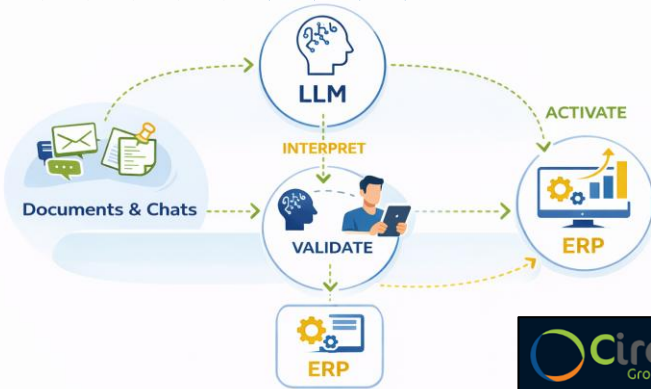 LLM
ACTIVATE
INTERPRET
Documents & Chats
VALIDATE
ERP
ERP